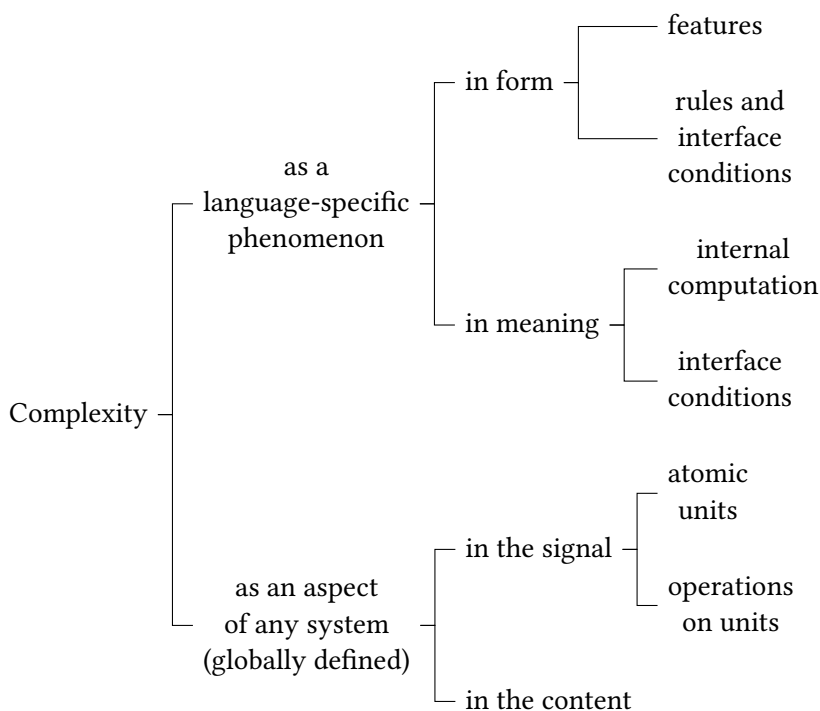 features
in form
rules and
interface
conditions
as a
language-specific
phenomenon
internal
computation
in meaning
interface
conditions
Complexity
atomic
units
in the signal
as an aspect
of any system
(globally defined)
operations
on units
in the content